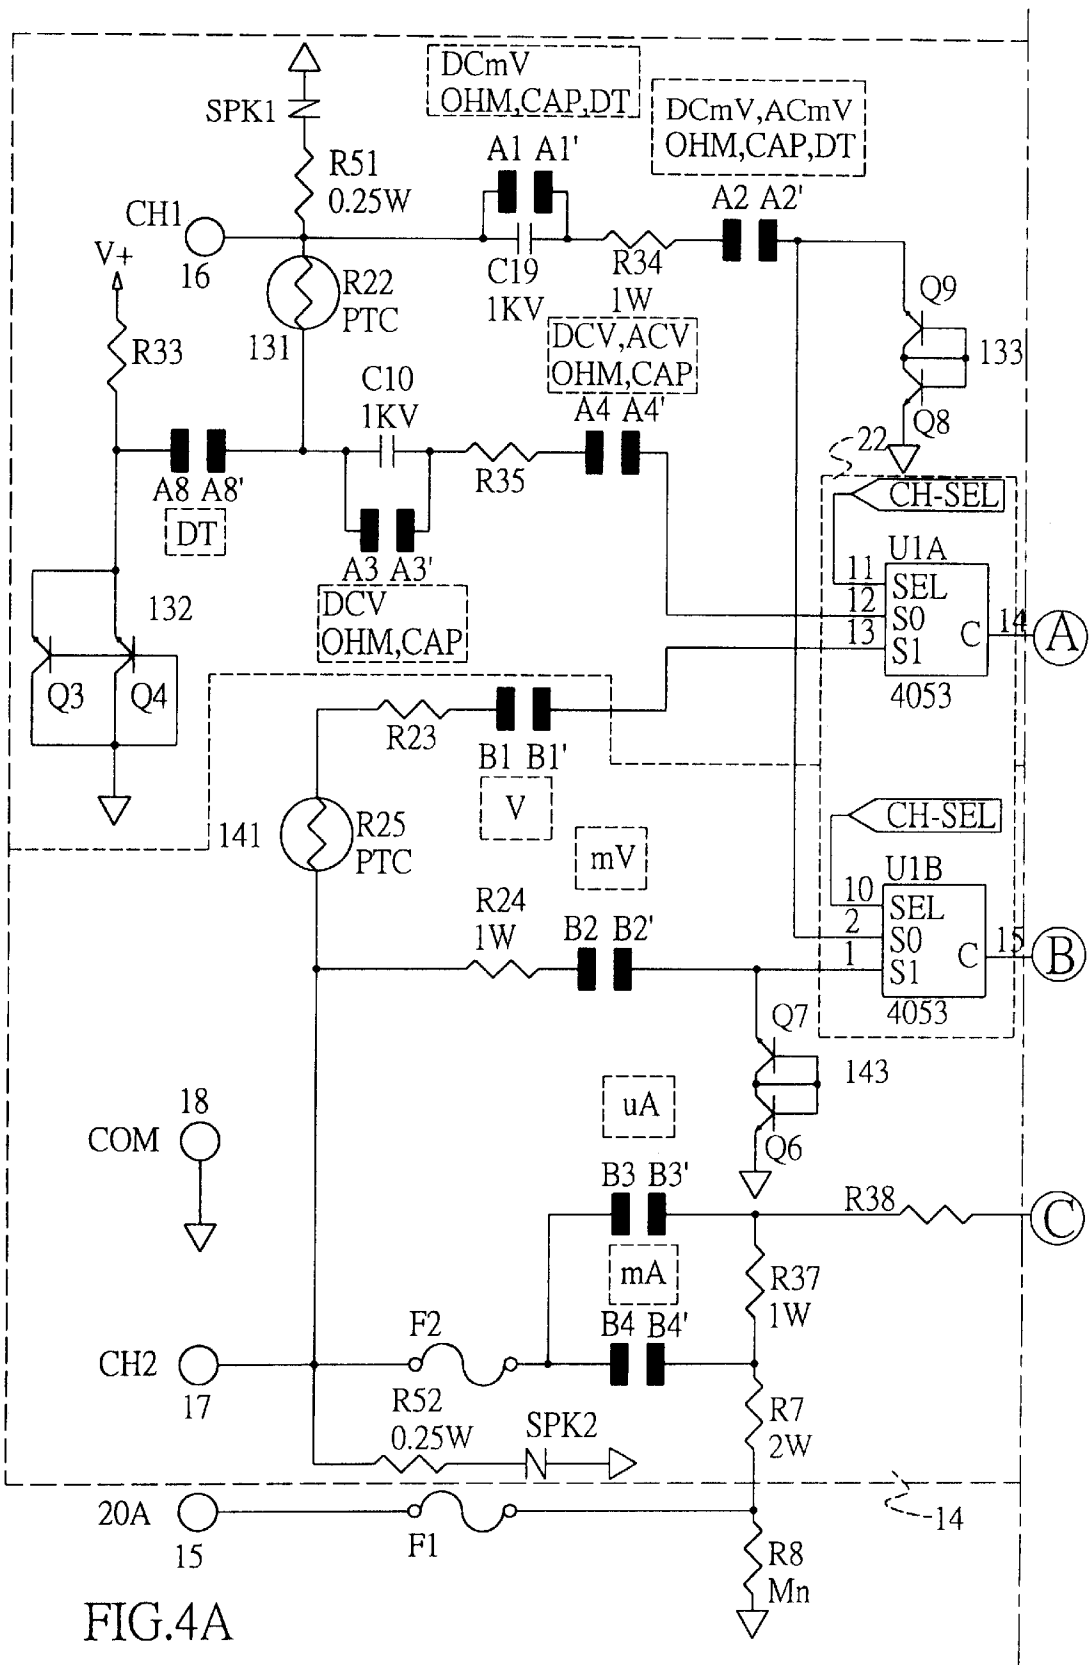 DCmV
OHM,CAP,DT
DCmV,ACmV
OHM,CAP,DT
SPK1
R51
0.25W
A1 A1'
A2 A2'
CH1
16
V+
C19
1KV
R34
1W
R22
PTC
131
Q9
133
Q8
R33
DCV,ACV
OHM,CAP
C10
1KV
A4 A4'
R35
22
A8 A8'
DT
CH-SEL
A3 A3'
DCV
OHM,CAP
U1A
11
SEL
12
S0
13
S1
C
14
A
4053
132
Q3
Q4
R23
B1 B1'
V
141
R25
PTC
mV
CH-SEL
U1B
10
SEL
2
S0
1
S1
C
15
B
4053
R24
1W
B2 B2'
Q7
143
Q6
18
COM
uA
B3 B3'
R38
C
mA
R37
1W
B4 B4'
F2
CH2
17
R52
0.25W
SPK2
R7
2W
20A
15
F1
14
R8
Mn
FIG.4A